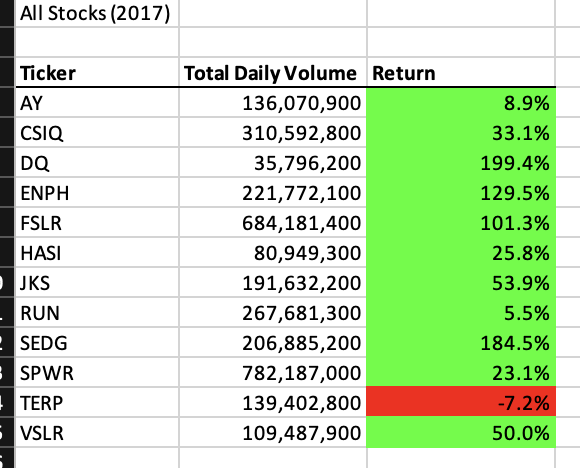 All Stocks (2017)
Ticker Total Daily Volume Return
AY 136,070,900 8.9%
CSIQ 310,592,800 33.1%
DQ 35,796,200 199.4%
ENPH 221,772,100 129.5%
FSLR 684,181,400 101.3%
HASI 80,949,300 25.8%
JKS 191,632,200 53.9%
RUN 267,681,300 5.5%
SEDG 206,885,200 184.5%
SPWR 782,187,000 23.1%
TERP 139,402,800 -7.2%
VSLR 109,487,900 50.0%